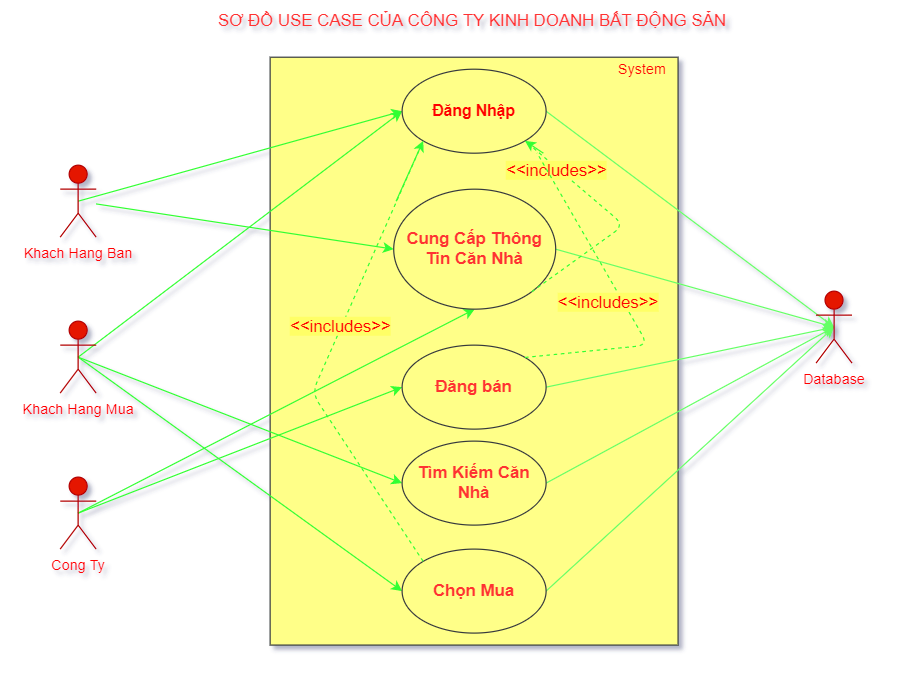 SƠ ĐỒ USE CASE CỦA CÔNG TY KINH DOANH BẤT ĐỘNG SẢN
System
Đăng Nhập
<<includes>>
Khach Hang Ban
Cung Cấp Thông
Tin Căn Nhà
<<includes>>
<<includes>>
Khach Hang Mua
Database
Đăng bán
Tìm Kiếm Căn
Nhà
Cong Ty
Chọn Mua